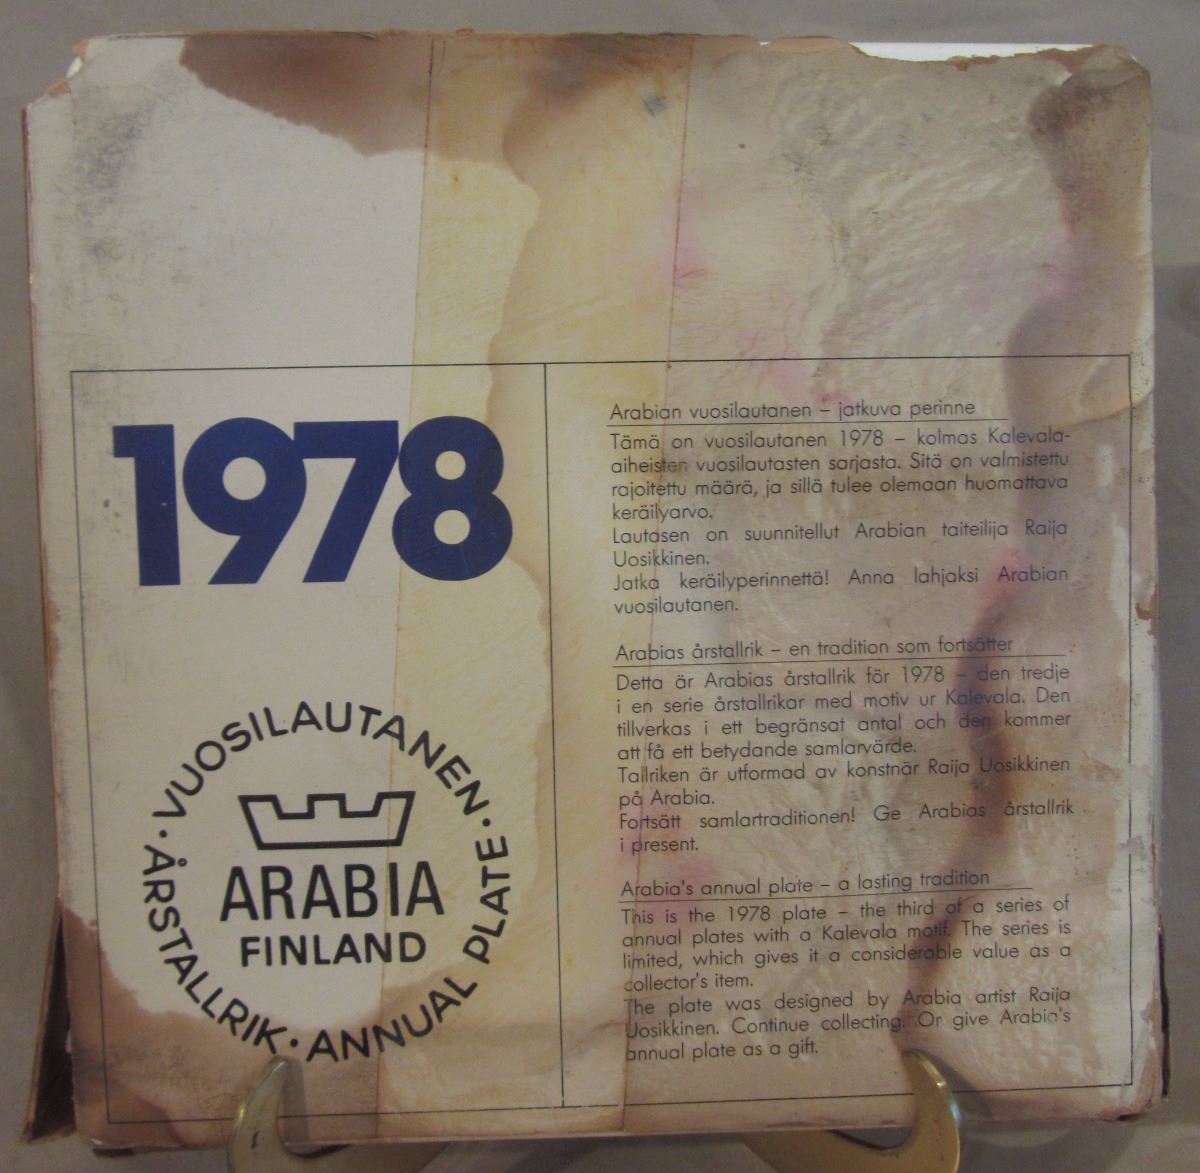 1978
· VUOSILAUTANEN ·
ARABIA
FINLAND
ÅRSTALLRIK · ANNUAL PLATE
Arabian vuosilautanen – jatkuva perinne
Tämä on vuosilautanen 1978 – kolmas Kalevala-
aiheisten vuosilautasten sarjasta. Sitä on valmistettu
rajoitettu määrä, ja sillä tulee olemaan huomattava
keräilyarvo.
Lautasen on suunnitellut Arabian taiteilija Raija
Uosikkinen.
Jatka keräilyperinnettä! Anna lahjaksi Arabian
vuosilautanen.
Arabias årstallrik – en tradition som fortsätter
Detta är Arabias årstallrik för 1978 – den tredje
i en serie årstallrikar med motiv ur Kalevala. Den
tillverkas i ett begränsat antal och den kommer
att få ett betydande samlarvärde.
Tallriken är utformad av konstnär Raija Uosikkinen
på Arabia.
Fortsätt samlartraditionen! Ge Arabias årstallrik
i present.
Arabia's annual plate – a lasting tradition
This is the 1978 plate – the third of a series of
annual plates with a Kalevala motif. The series is
limited, which gives it a considerable value as a
collector's item.
The plate was designed by Arabia artist Raija
Uosikkinen. Continue collecting. Or give Arabia's
annual plate as a gift.